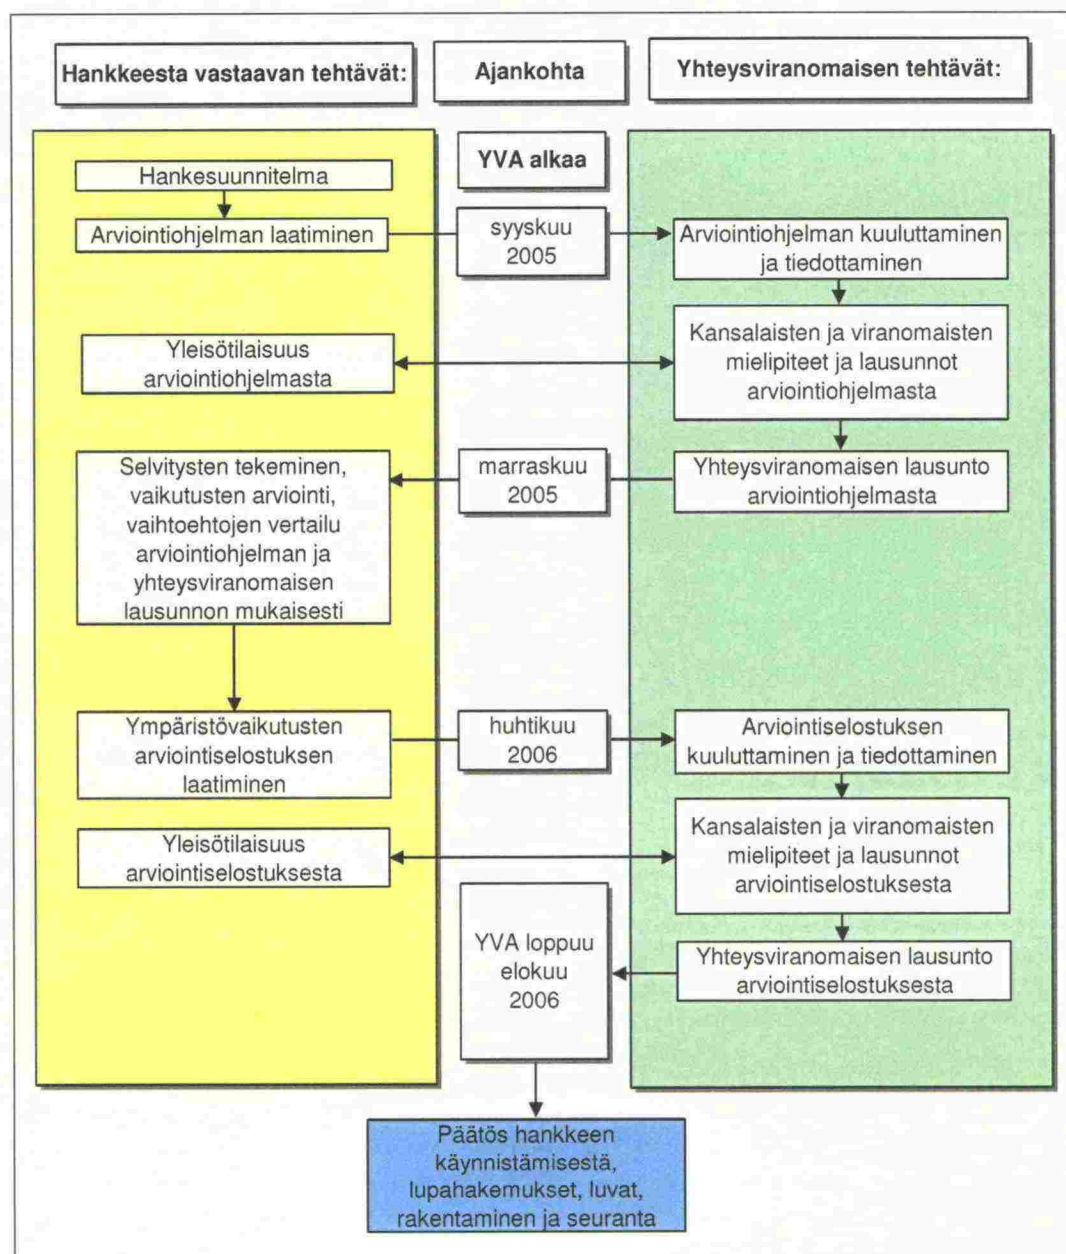 Hankkeesta vastaavan tehtävät:
Ajankohta
Yhteysviranomaisen tehtävät:
YVA alkaa
Hankesuunnitelma
Arviointiohjelman laatiminen
syyskuu
2005
Arviointiohjelman kuuluttaminen
ja tiedottaminen
Yleisötilaisuus
arviointiohjelmasta
Kansalaisten ja viranomaisten
mielipiteet ja lausunnot
arviointiohjelmasta
Selvitysten tekeminen,
vaikutusten arviointi,
vaihtoehtojen vertailu
arviointiohjelman ja
yhteysviranomaisen
lausunnon mukaisesti
marraskuu
2005
Yhteysviranomaisen lausunto
arviointiohjelmasta
Ympäristövaikutusten
arviointiselostuksen
laatiminen
huhtikuu
2006
Arviointiselostuksen
kuuluttaminen ja tiedottaminen
Yleisötilaisuus
arviointiselostuksesta
Kansalaisten ja viranomaisten
mielipiteet ja lausunnot
arviointiselostuksesta
YVA loppuu
elokuu
2006
Yhteysviranomaisen lausunto
arviointiselostuksesta
Päätös hankkeen
käynnistämisestä,
lupahakemukset, luvat,
rakentaminen ja seuranta